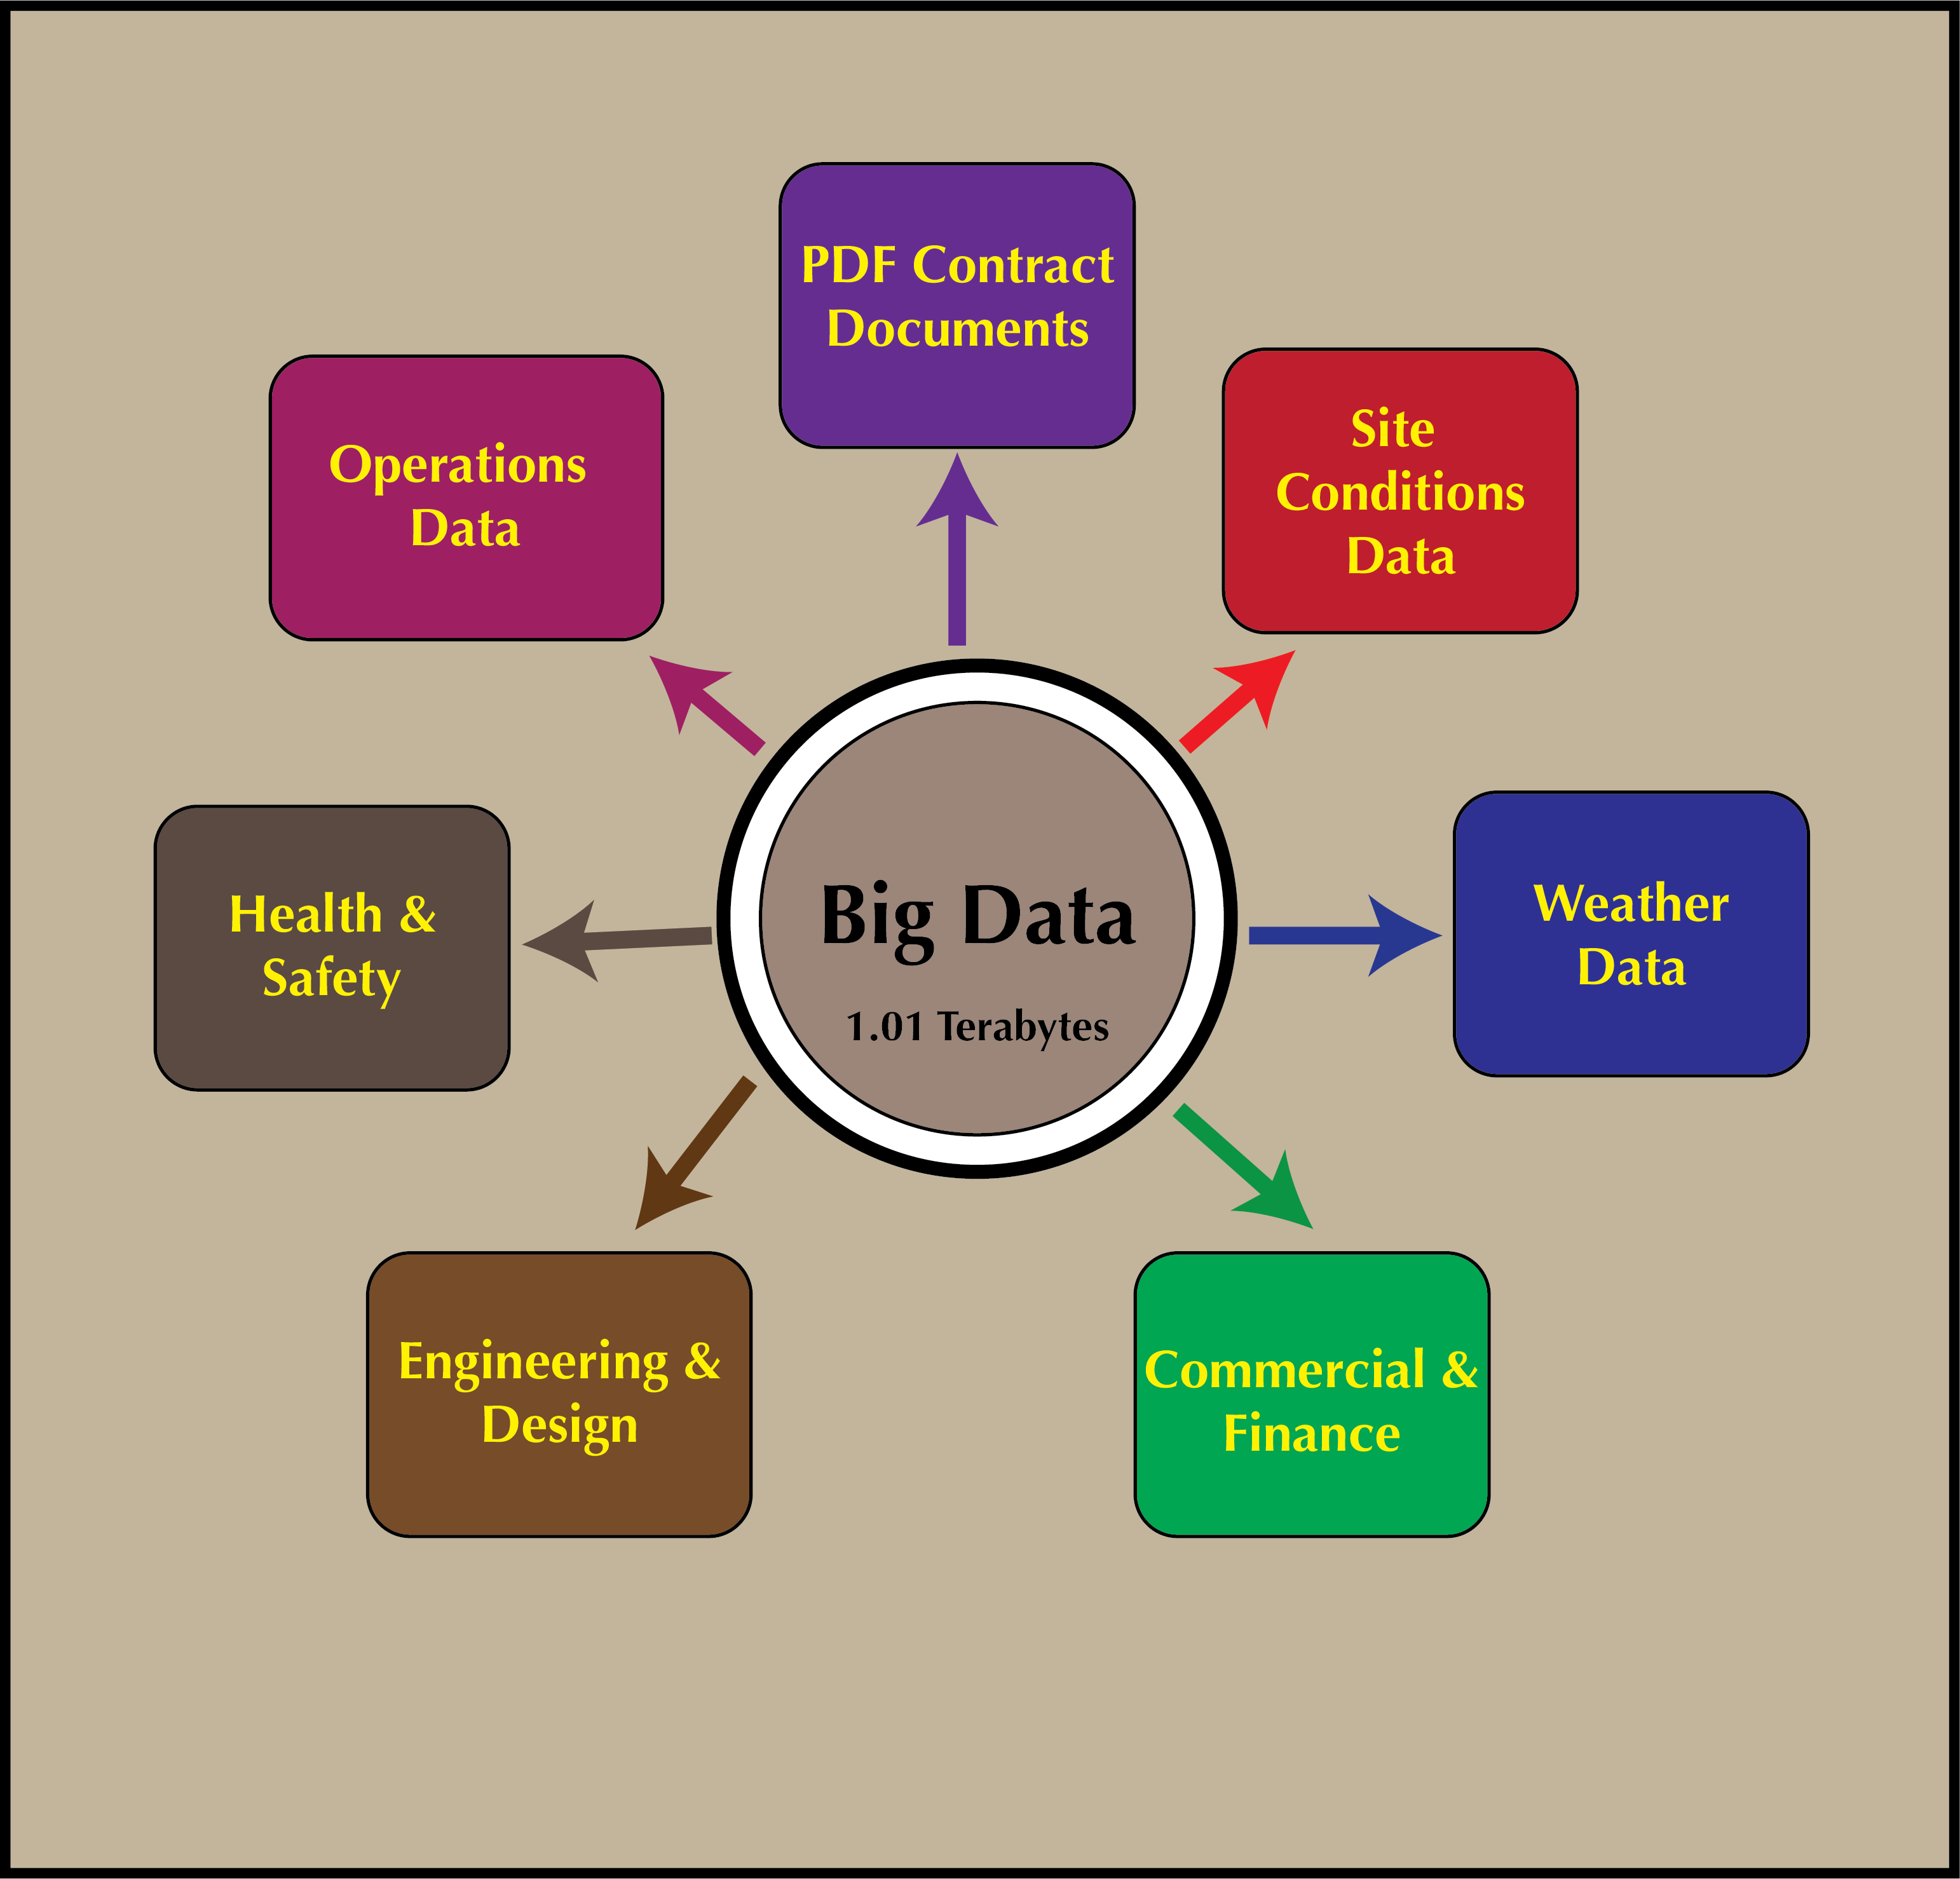 PDF Contract
Documents
Operations
Data
Site
Conditions
Data
Health &
Safety
Big Data
1.01 Terabytes
Weather
Data
Engineering &
Design
Commercial &
Finance